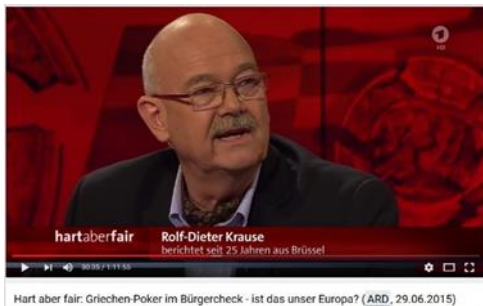 hartaberfair
Rolf-Dieter Krause
berichtet seit 25 Jahren aus Brüssel
30:35 / 1:11:55
Hart aber fair: Griechen-Poker im Bürgercheck - ist das unser Europa? (ARD, 29.06.2015)